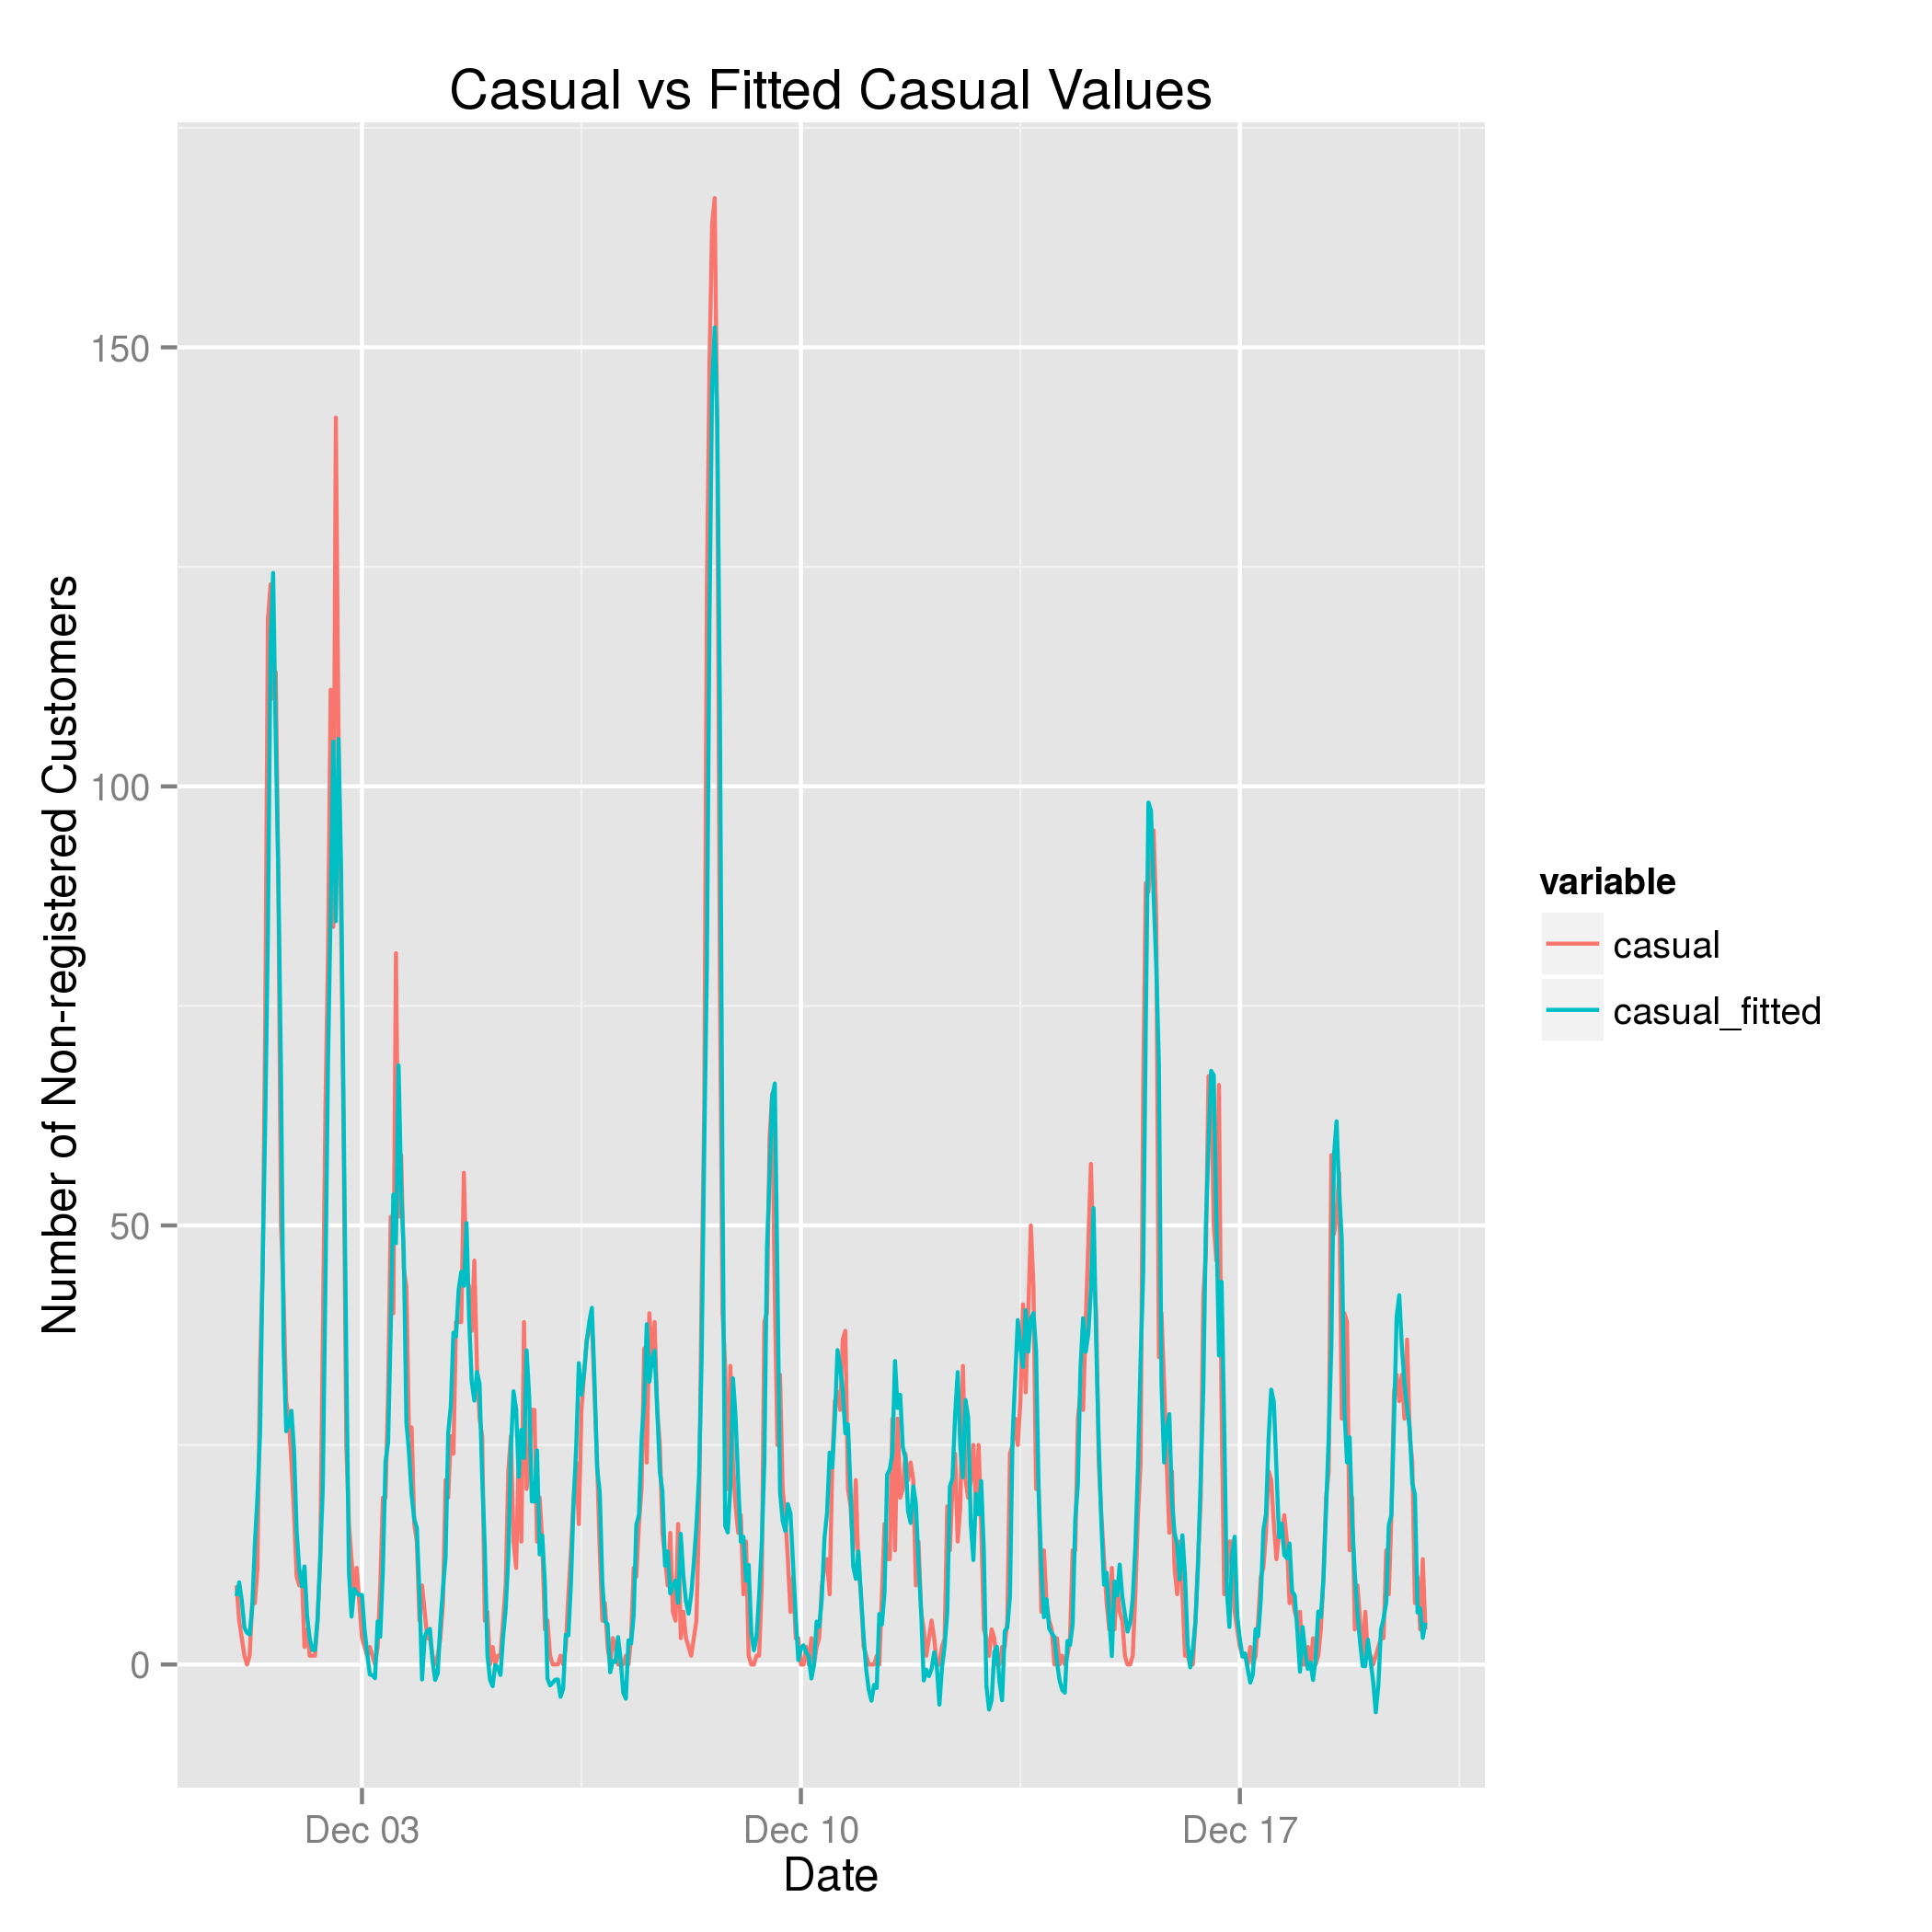 Casual vs Fitted Casual Values
Number of Non-registered Customers
150
100
50
0
Dec 03
Dec 10
Dec 17
Date
variable
casual
casual_fitted